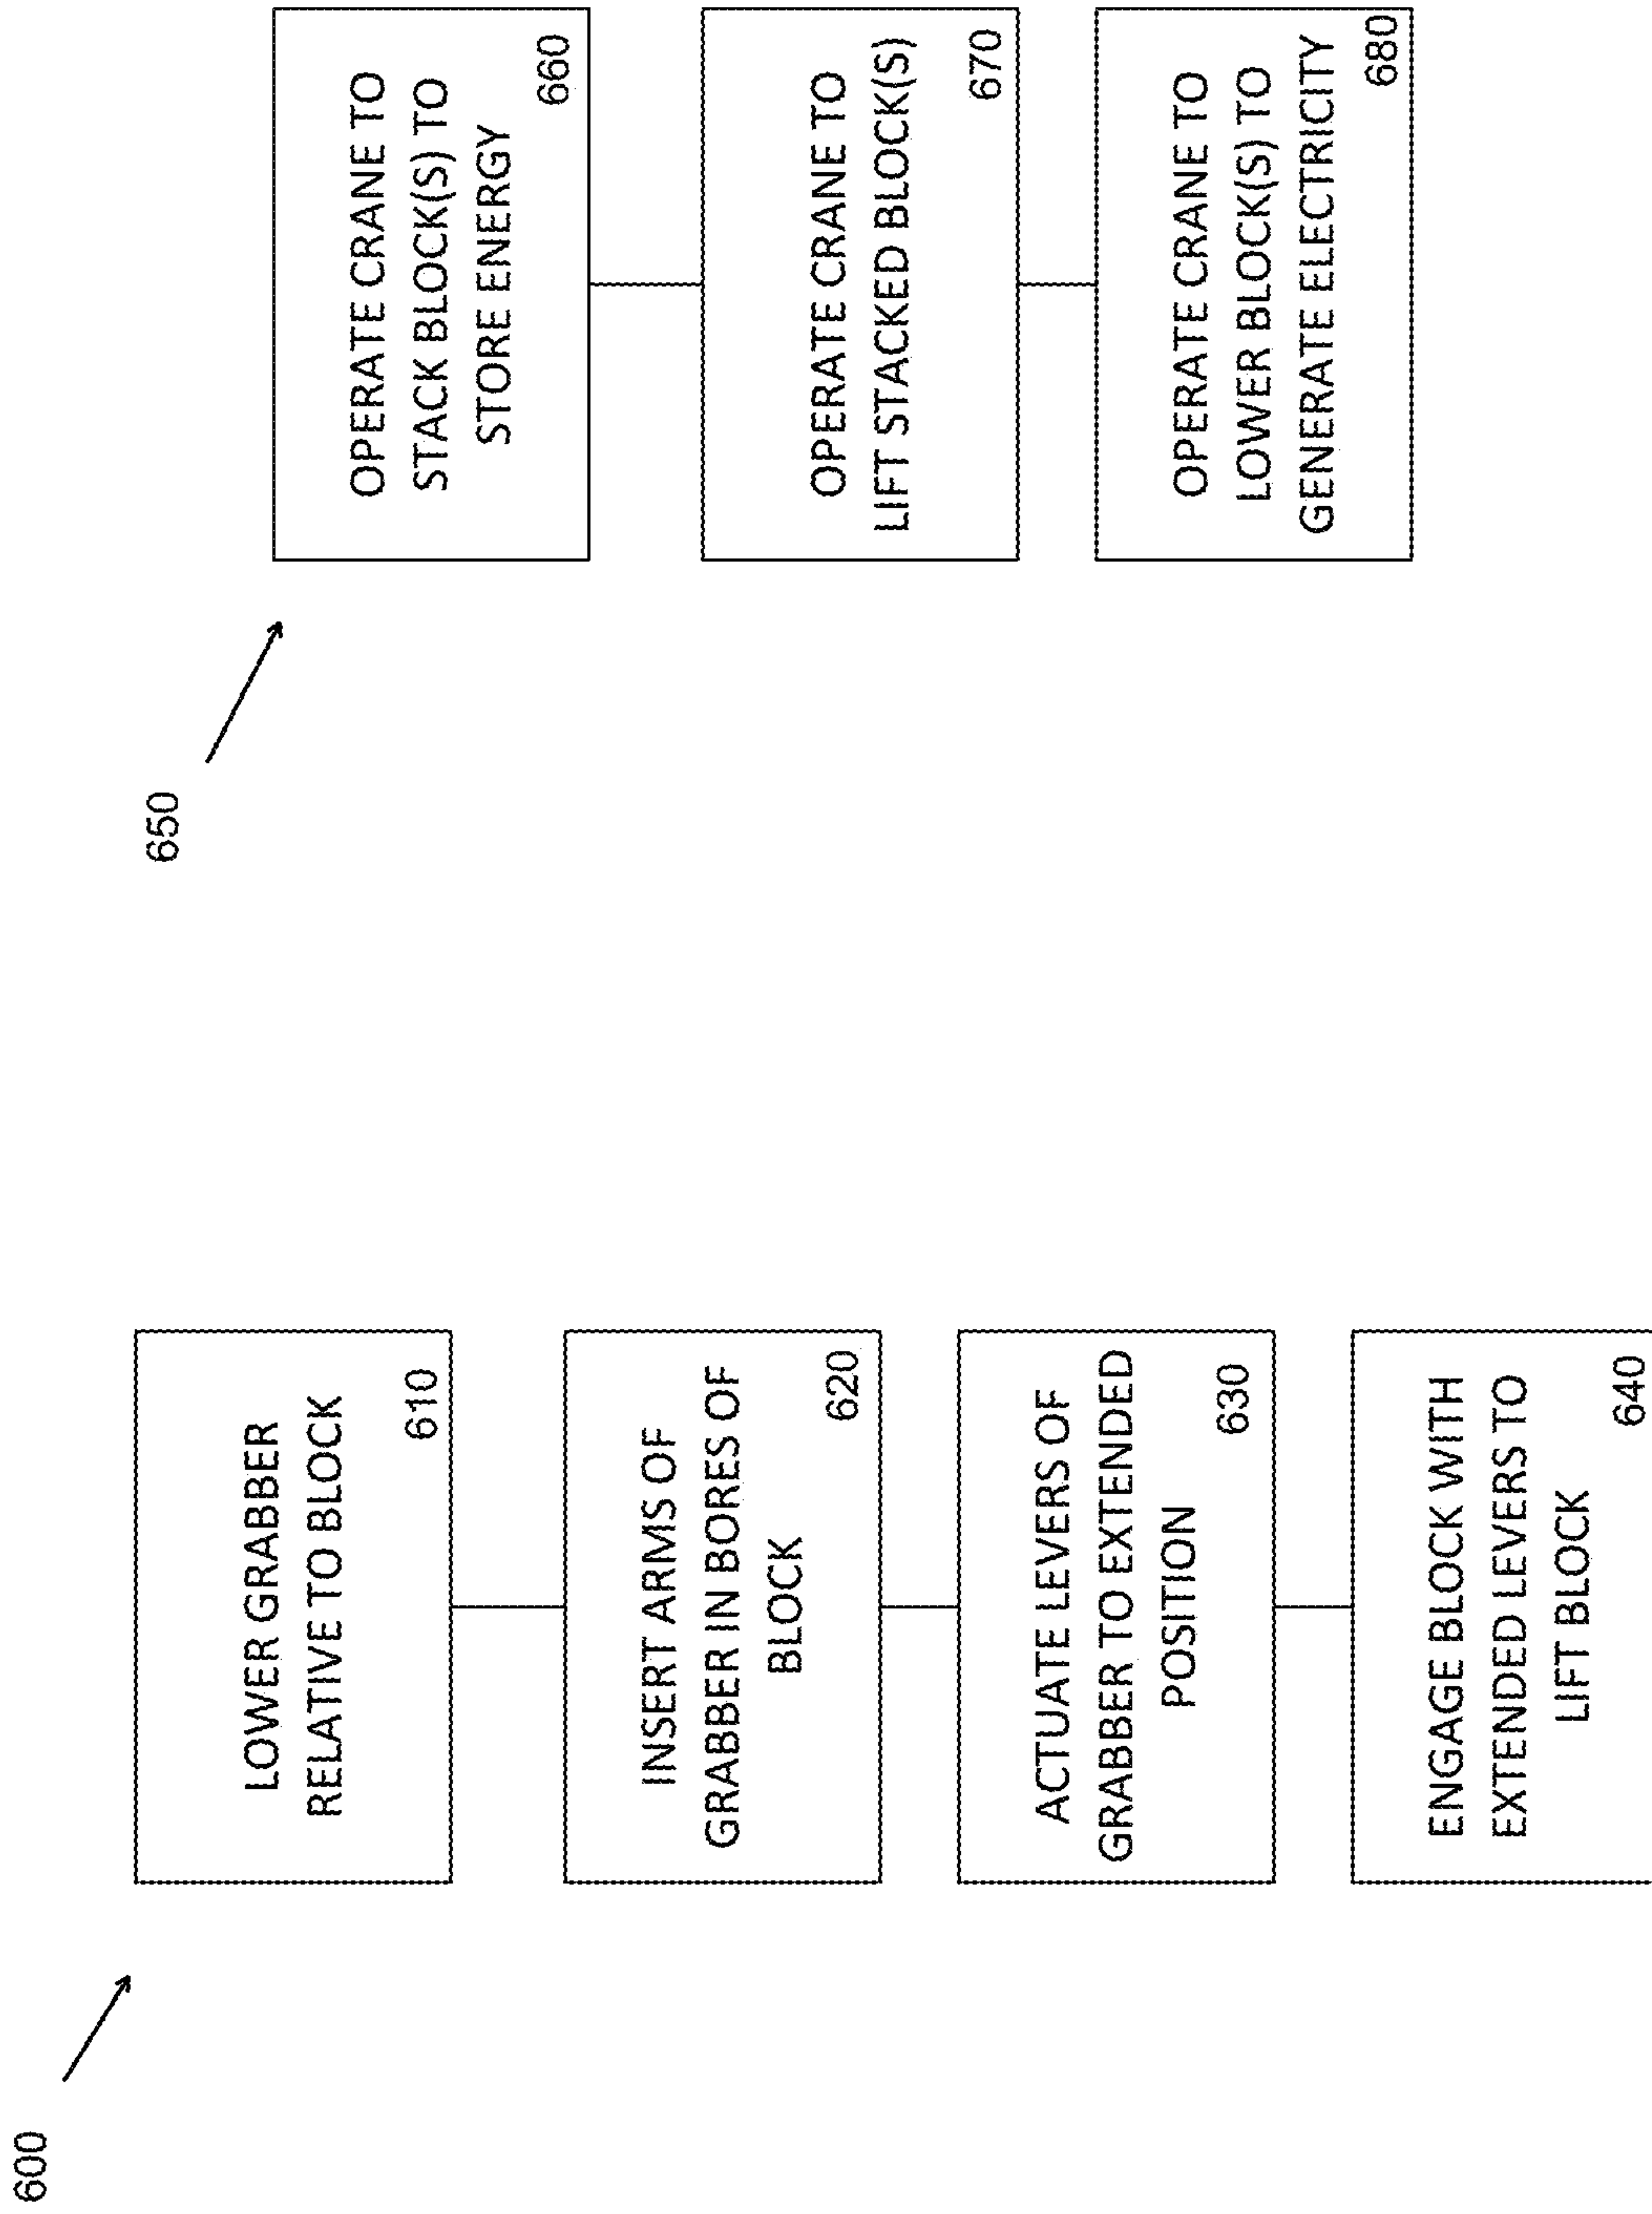 600
LOWER GRABBER
RELATIVE TO BLOCK
610
INSERT ARMS OF
GRABBER IN BORES OF
BLOCK
620
ACTUATE LEVERS OF
GRABBER TO EXTENDED
POSITION
630
ENGAGE BLOCK WITH
EXTENDED LEVERS TO
LIFT BLOCK
640
650
OPERATE CRANE TO
STACK BLOCK(S) TO
STORE ENERGY
660
OPERATE CRANE TO
LIFT STACKED BLOCK(S)
670
OPERATE CRANE TO
LOWER BLOCK(S) TO
GENERATE ELECTRICITY
680